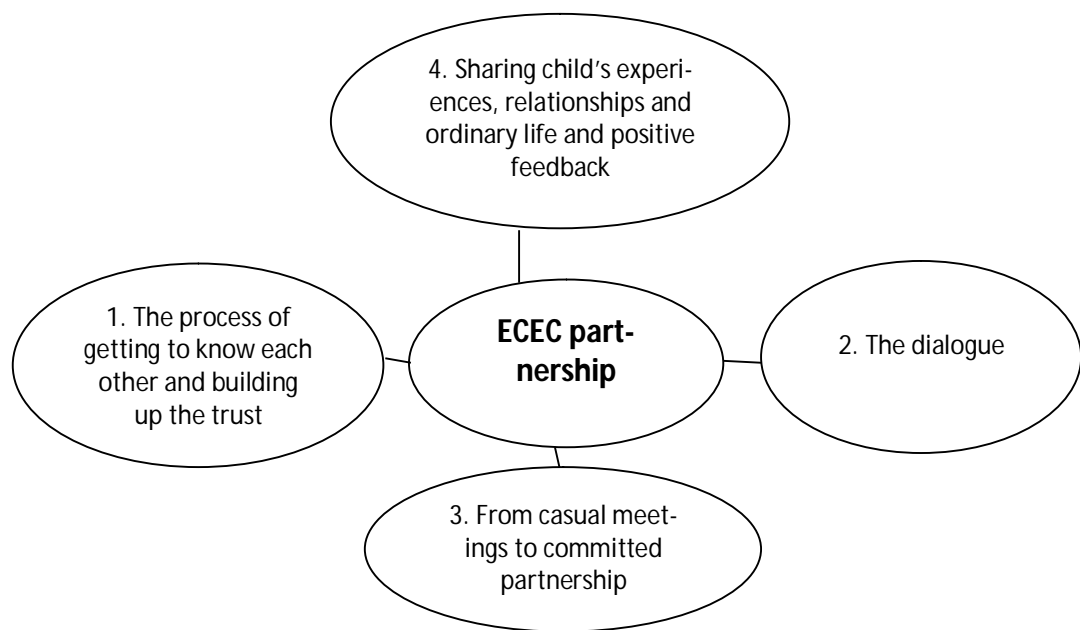 4. Sharing child's experi-
ences, relationships and
ordinary life and positive
feedback
1. The process of
getting to know each
other and building
up the trust
ECEC part-
nership
2. The dialogue
3. From casual meet-
ings to committed
partnership